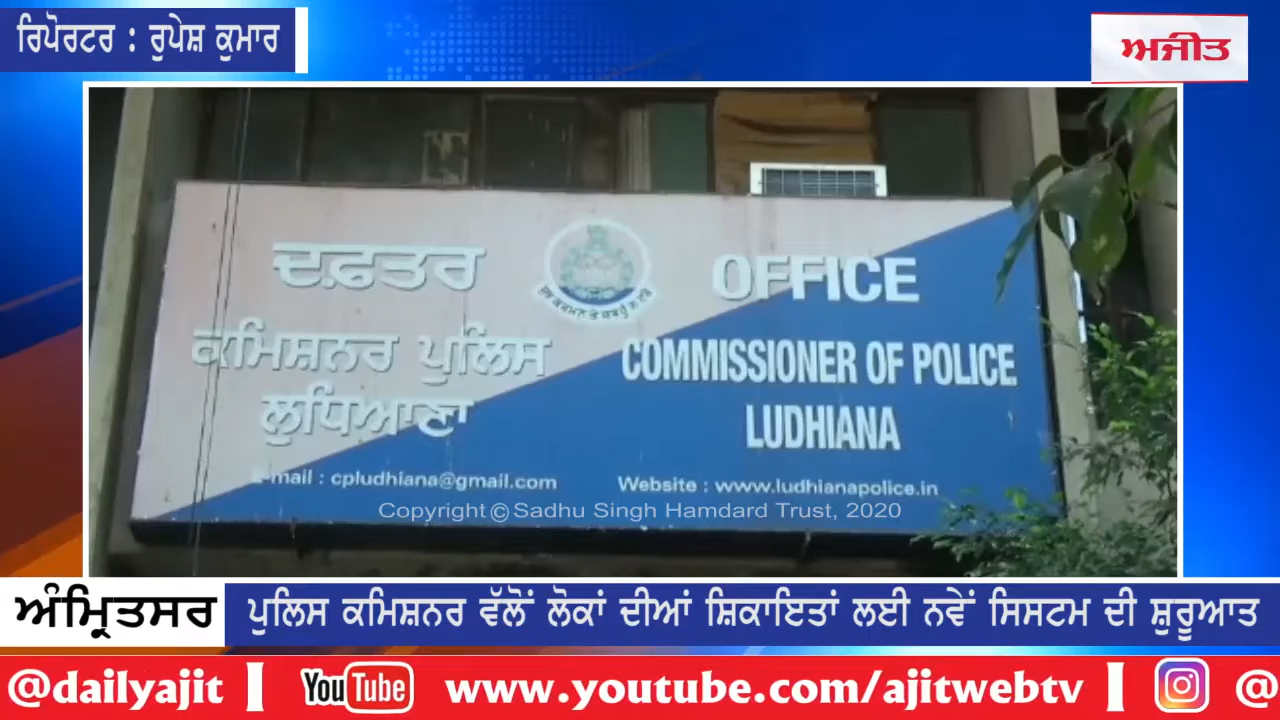 ਰਿਪੋਰਟਰ : ਰੁਪੇਸ਼ ਕੁਮਾਰ
ਅਜੀਤ
ਦਫ਼ਤਰ
ਕਮਿਸ਼ਨਰ ਪੁਲਿਸ
ਲੁਧਿਆਣਾ
OFFICE
COMMISSIONER OF POLICE
LUDHIANA
E-mail : cpludhiana@gmail.com
Website : www.ludhianapolice.in
Copyright © Sadhu Singh Hamdard Trust, 2020
ਅੰਮ੍ਰਿਤਸਰ
ਪੁਲਿਸ ਕਮਿਸ਼ਨਰ ਵੱਲੋਂ ਲੋਕਾਂ ਦੀਆਂ ਸ਼ਿਕਾਇਤਾਂ ਲਈ ਨਵੇਂ ਸਿਸਟਮ ਦੀ ਸ਼ੁਰੂਆਤ
@dailyajit | YouTube www.youtube.com/ajitwebtv | @